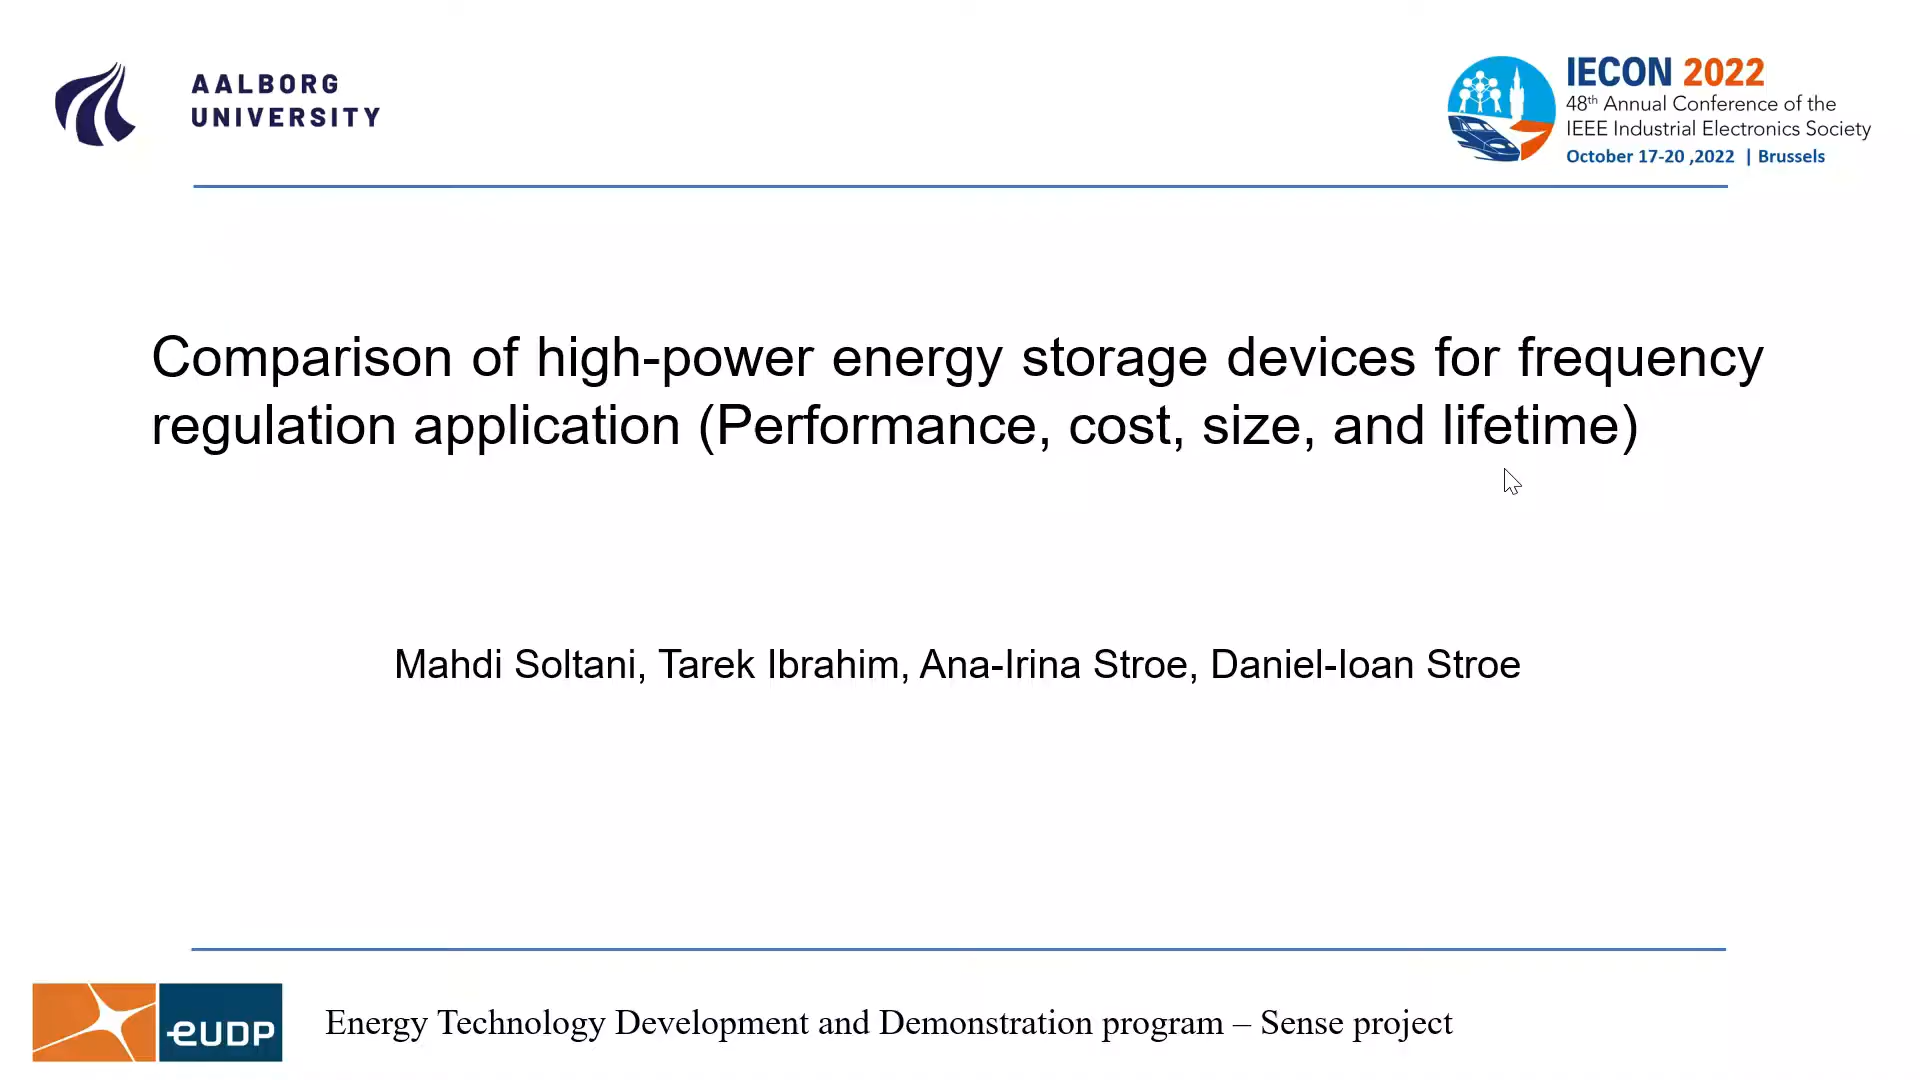 AALBORG
UNIVERSITY
IECON 2022
48th Annual Conference of the
IEEE Industrial Electronics Society
October 17-20 ,2022 | Brussels
Comparison of high-power energy storage devices for frequency
regulation application (Performance, cost, size, and lifetime)
Mahdi Soltani, Tarek Ibrahim, Ana-Irina Stroe, Daniel-Ioan Stroe
eUDP
Energy Technology Development and Demonstration program – Sense project